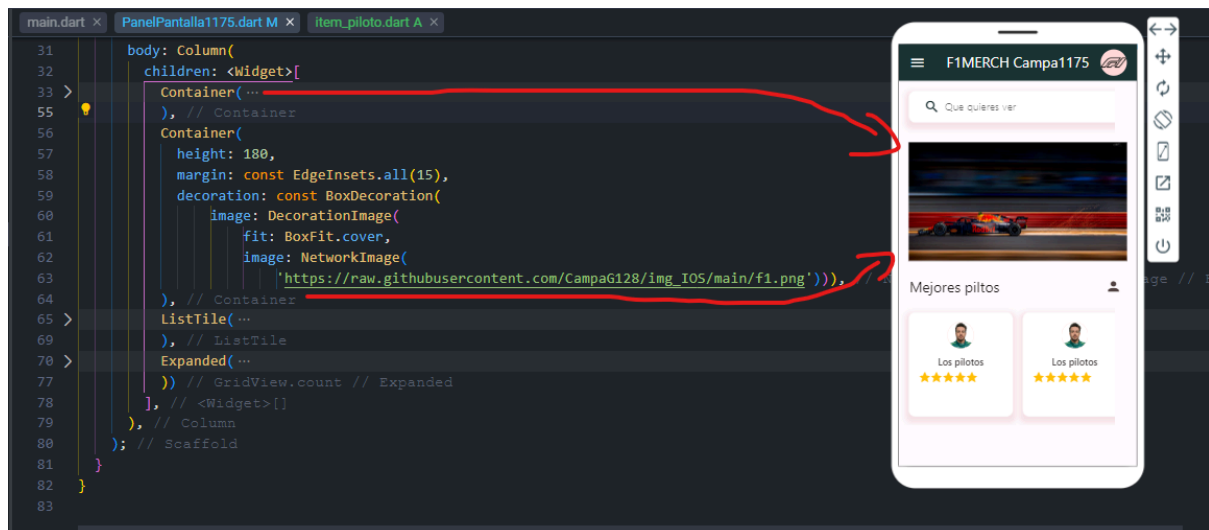 main.dart × PanelPantalla1175.dart M × item_piloto.dart A ×
31 body: Column(
32 children: <Widget>[
33 > Container( ⋯
55 ), // Container
56 Container(
57 height: 180,
58 margin: const EdgeInsets.all(15),
59 decoration: const BoxDecoration(
60 image: DecorationImage(
61 fit: BoxFit.cover,
62 image: NetworkImage(
63 'https://raw.githubusercontent.com/CampaG128/img_IOS/main/f1.png'))), //
64 ), // Container
65 > ListTile( ⋯
69 ), // ListTile
70 > Expanded( ⋯
77 )) // GridView.count // Expanded
78 ], // <Widget>[]
79 ), // Column
80 ); // Scaffold
81 }
82 }
83
F1MERCH Campa1175
Que quieres ver
Mejores piltos
Los pilotos
Los pilotos